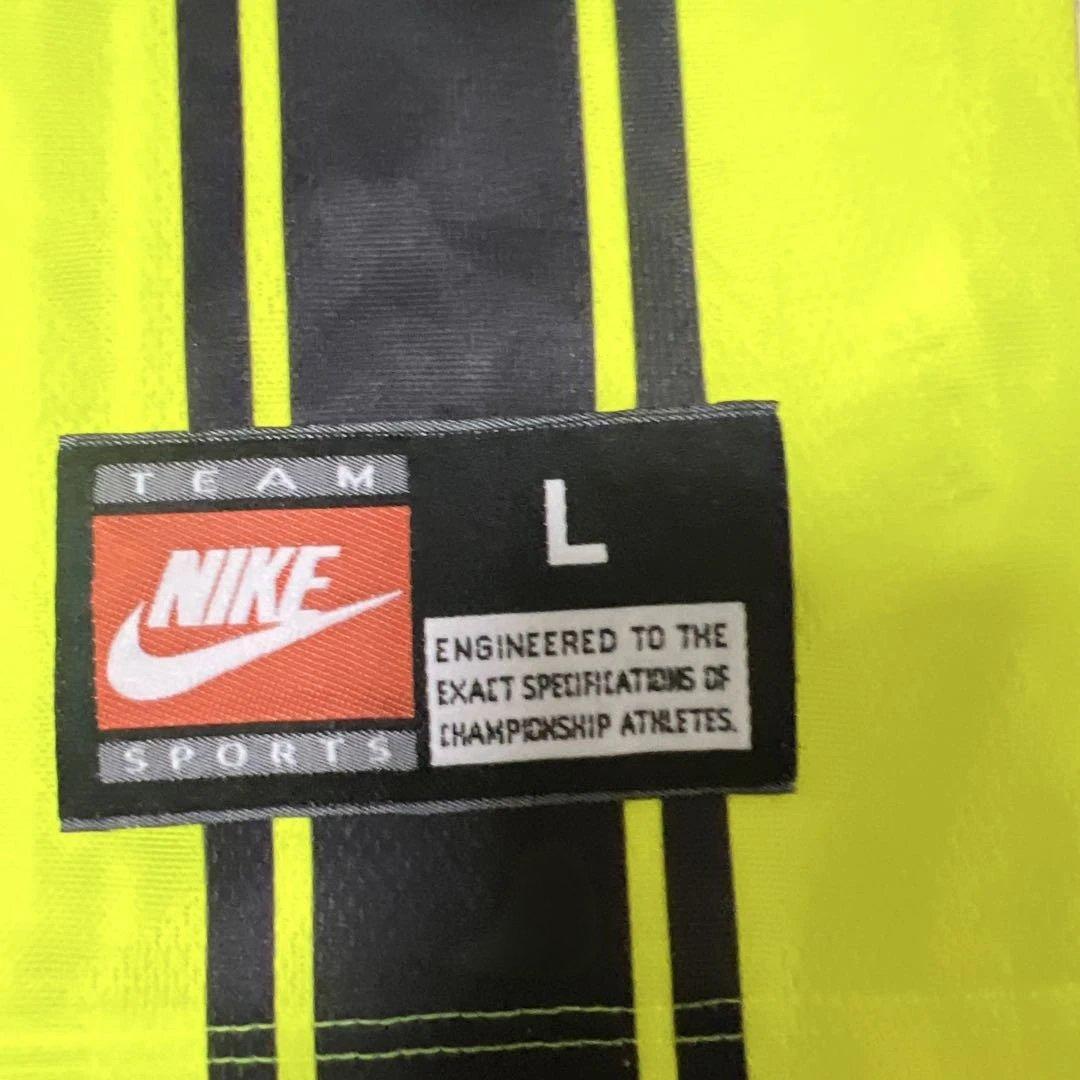 TEAM
NIKE
SPORTS
L
ENGINEERED TO THE
EXACT SPECIFICATIONS OF
CHAMPIONSHIP ATHLETES.